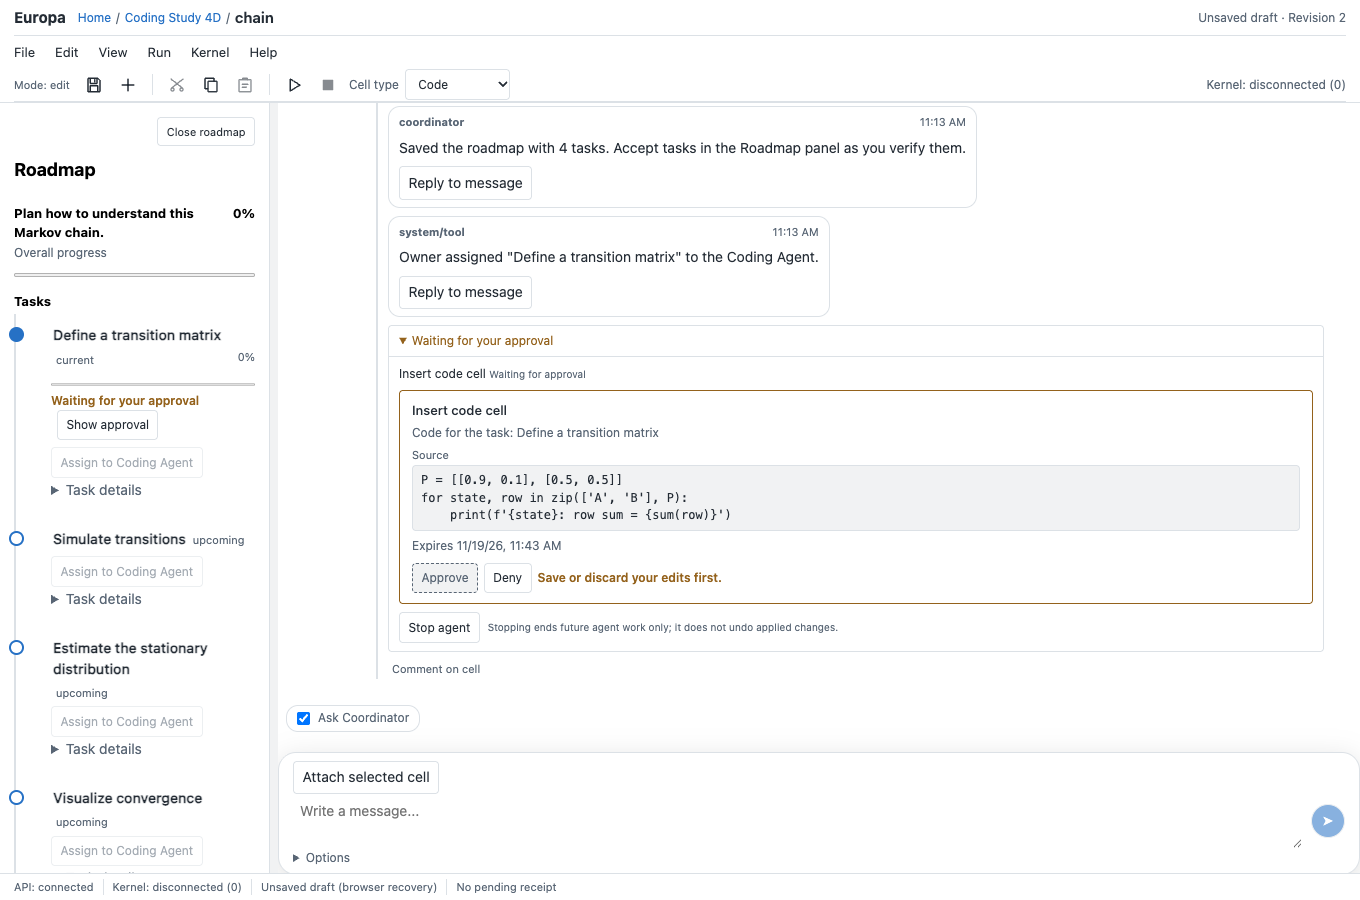 Europa Home / Coding Study 4D / chain
Unsaved draft · Revision 2
File Edit View Run Kernel Help
Mode: edit
Cell type Code
Kernel: disconnected (0)
Close roadmap
Roadmap
Plan how to understand this 0%
Markov chain.
Overall progress
Tasks
Define a transition matrix
current 0%
Waiting for your approval
Show approval
Assign to Coding Agent
Task details
Simulate transitions upcoming
Assign to Coding Agent
Task details
Estimate the stationary
distribution
upcoming
Assign to Coding Agent
Task details
Visualize convergence
upcoming
Assign to Coding Agent
coordinator 11:13 AM
Saved the roadmap with 4 tasks. Accept tasks in the Roadmap panel as you verify them.
Reply to message
system/tool 11:13 AM
Owner assigned "Define a transition matrix" to the Coding Agent.
Reply to message
Waiting for your approval
Insert code cell Waiting for approval
Insert code cell
Code for the task: Define a transition matrix
Source
P = [[0.9, 0.1], [0.5, 0.5]]
for state, row in zip(['A', 'B'], P):
    print(f'{state}: row sum = {sum(row)}')
Expires 11/19/26, 11:43 AM
Approve Deny Save or discard your edits first.
Stop agent Stopping ends future agent work only; it does not undo applied changes.
Comment on cell
Ask Coordinator
Attach selected cell
Write a message...
Options
API: connected Kernel: disconnected (0) Unsaved draft (browser recovery) No pending receipt